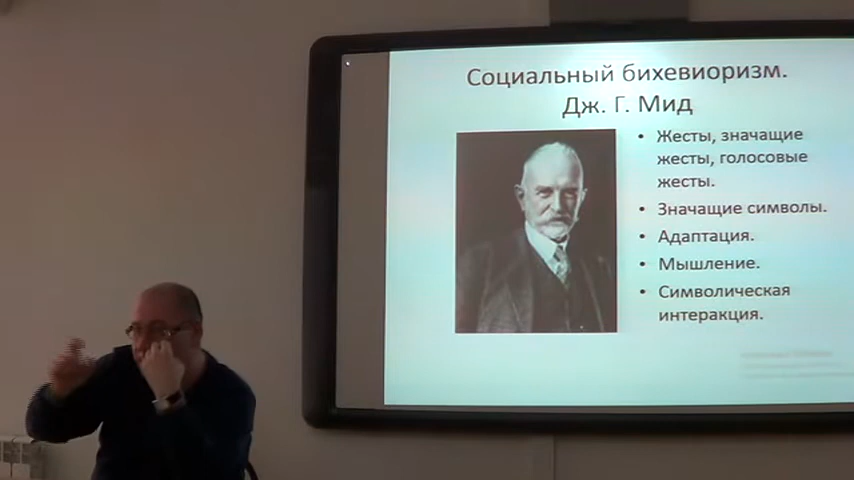 Социальный бихевиоризм.
Дж. Г. Мид
• Жесты, значащие
жесты, голосовые
жесты.
• Значащие символы.
• Адаптация.
• Мышление.
• Символическая
интеракция.